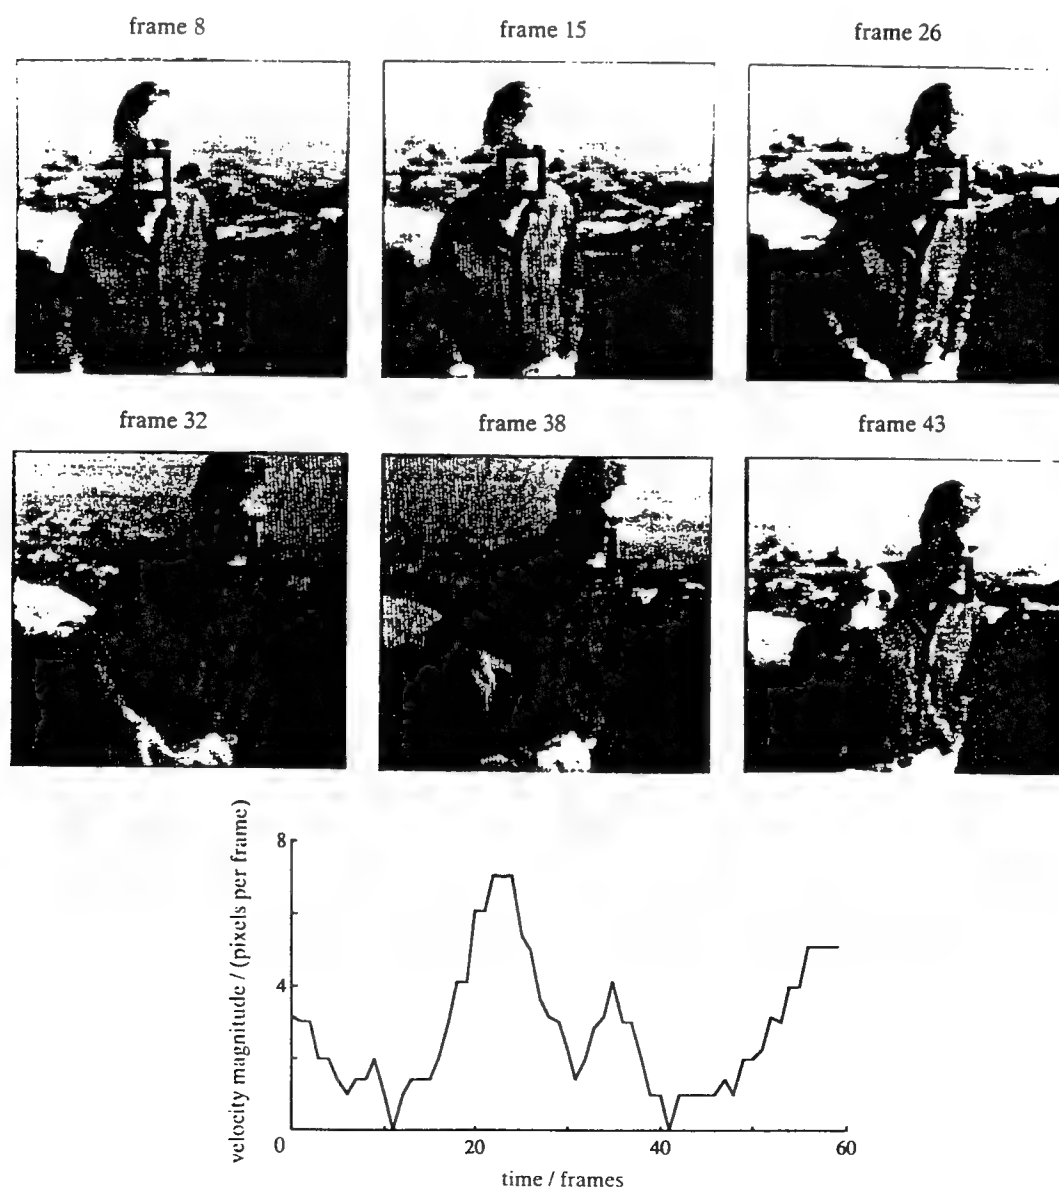 frame 8
frame 15
frame 26
frame 32
frame 38
frame 43
velocity magnitude / (pixels per frame)
8
4
0
20
40
60
time / frames